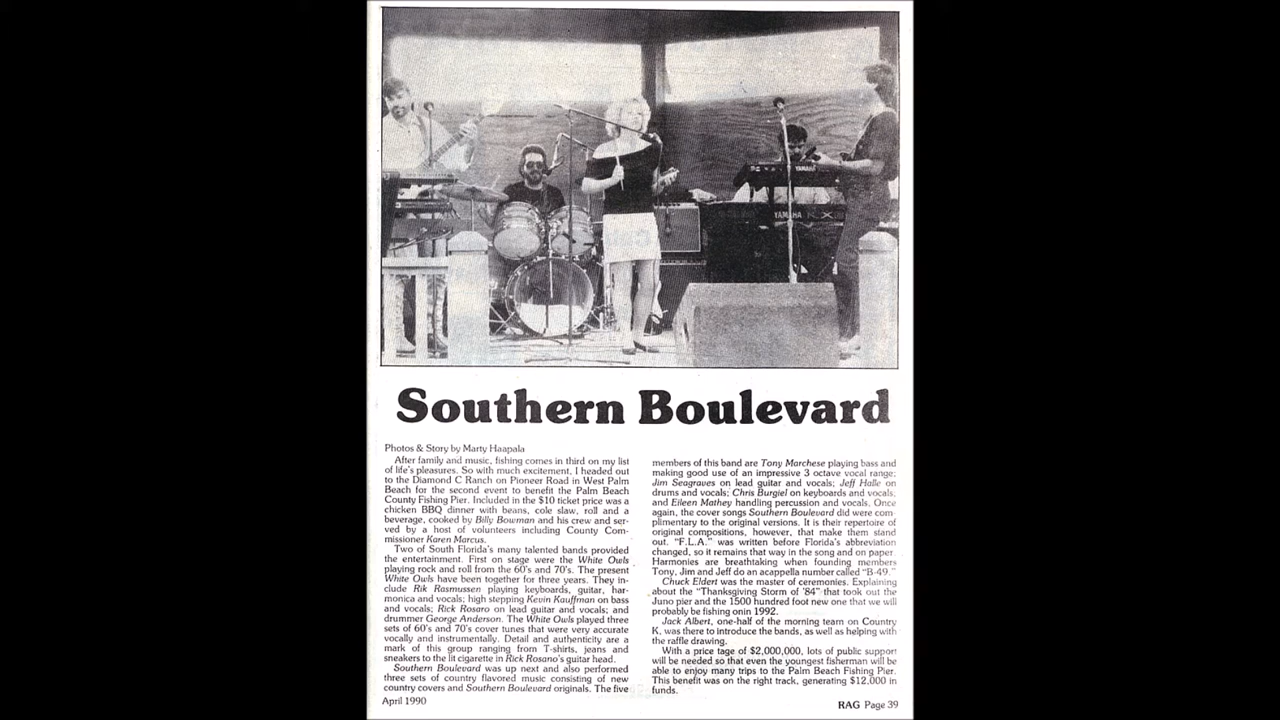 YAMAHA
YAMAHA KX
Southern Boulevard
Photos & Story by Marty Haapala
After family and music, fishing comes in third on my list
of life's pleasures. So with much excitement, I headed out
to the Diamond C Ranch on Pioneer Road in West Palm
Beach for the second event to benefit the Palm Beach
County Fishing Pier. Included in the $10 ticket price was a
chicken BBQ dinner with beans, cole slaw, roll and a
beverage, cooked by Billy Bowman and his crew and ser-
ved by a host of volunteers including County Com-
missioner Karen Marcus.
Two of South Florida's many talented bands provided
the entertainment. First on stage were the White Owls
playing rock and roll from the 60's and 70's. The present
White Owls have been together for three years. They in-
clude Rik Rasmussen playing keyboards, guitar, har-
monica and vocals; high stepping Kevin Kauffman on bass
and vocals; Rick Rosaro on lead guitar and vocals; and
drummer George Anderson. The White Owls played three
sets of 60's and 70's cover tunes that were very accurate
vocally and instrumentally. Detail and authenticity are a
mark of this group ranging from T-shirts, jeans and
sneakers to the lit cigarette in Rick Rosano's guitar head.
Southern Boulevard was up next and also performed
three sets of country flavored music consisting of new
country covers and Southern Boulevard originals. The five
members of this band are Tony Marchese playing bass and
making good use of an impressive 3 octave vocal range;
Jim Seagraves on lead guitar and vocals; Jeff Halle on
drums and vocals; Chris Burgiel on keyboards and vocals,
and Eileen Mathey handling percussion and vocals. Once
again, the cover songs Southern Boulevard did were com-
plimentary to the original versions. It is their repertoire of
original compositions, however, that make them stand
out. "F.L.A." was written before Florida's abbreviation
changed, so it remains that way in the song and on paper.
Harmonies are breathtaking when founding members
Tony, Jim and Jeff do an acappella number called "B-49."
Chuck Eldert was the master of ceremonies. Explaining
about the "Thanksgiving Storm of '84" that took out the
Juno pier and the 1500 hundred foot new one that we will
probably be fishing onin 1992.
Jack Albert, one-half of the morning team on Country
K, was there to introduce the bands, as well as helping with
the raffle drawing.
With a price tage of $2,000,000, lots of public support
will be needed so that even the youngest fisherman will be
able to enjoy many trips to the Palm Beach Fishing Pier.
This benefit was on the right track, generating $12,000 in
funds.
April 1990
RAG Page 39